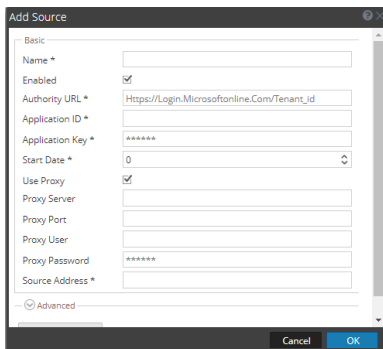 Add Source
Basic
Name *
Enabled
Authority URL * Https://Login.Microsoftonline.Com/Tenant_id
Application ID *
Application Key * ******
Start Date * 0
Use Proxy
Proxy Server
Proxy Port
Proxy User
Proxy Password ******
Source Address *
Advanced
Cancel OK